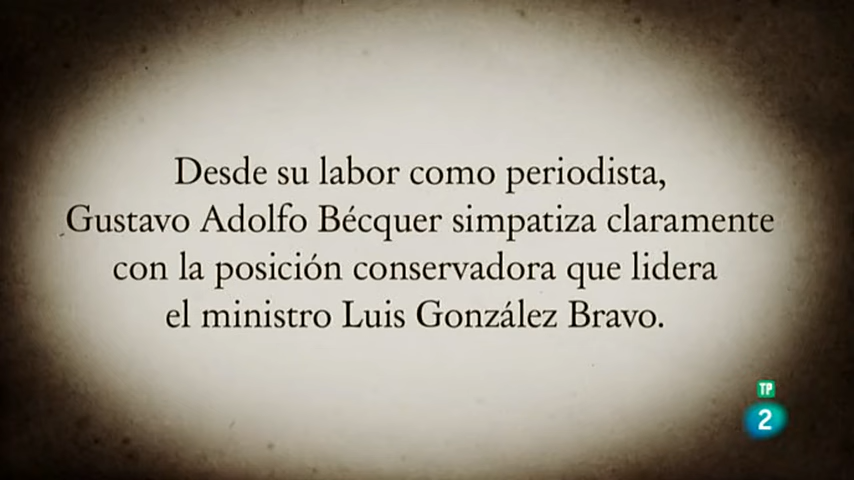 Desde su labor como periodista,
Gustavo Adolfo Bécquer simpatiza claramente
con la posición conservadora que lidera
el ministro Luis González Bravo.
TP
2